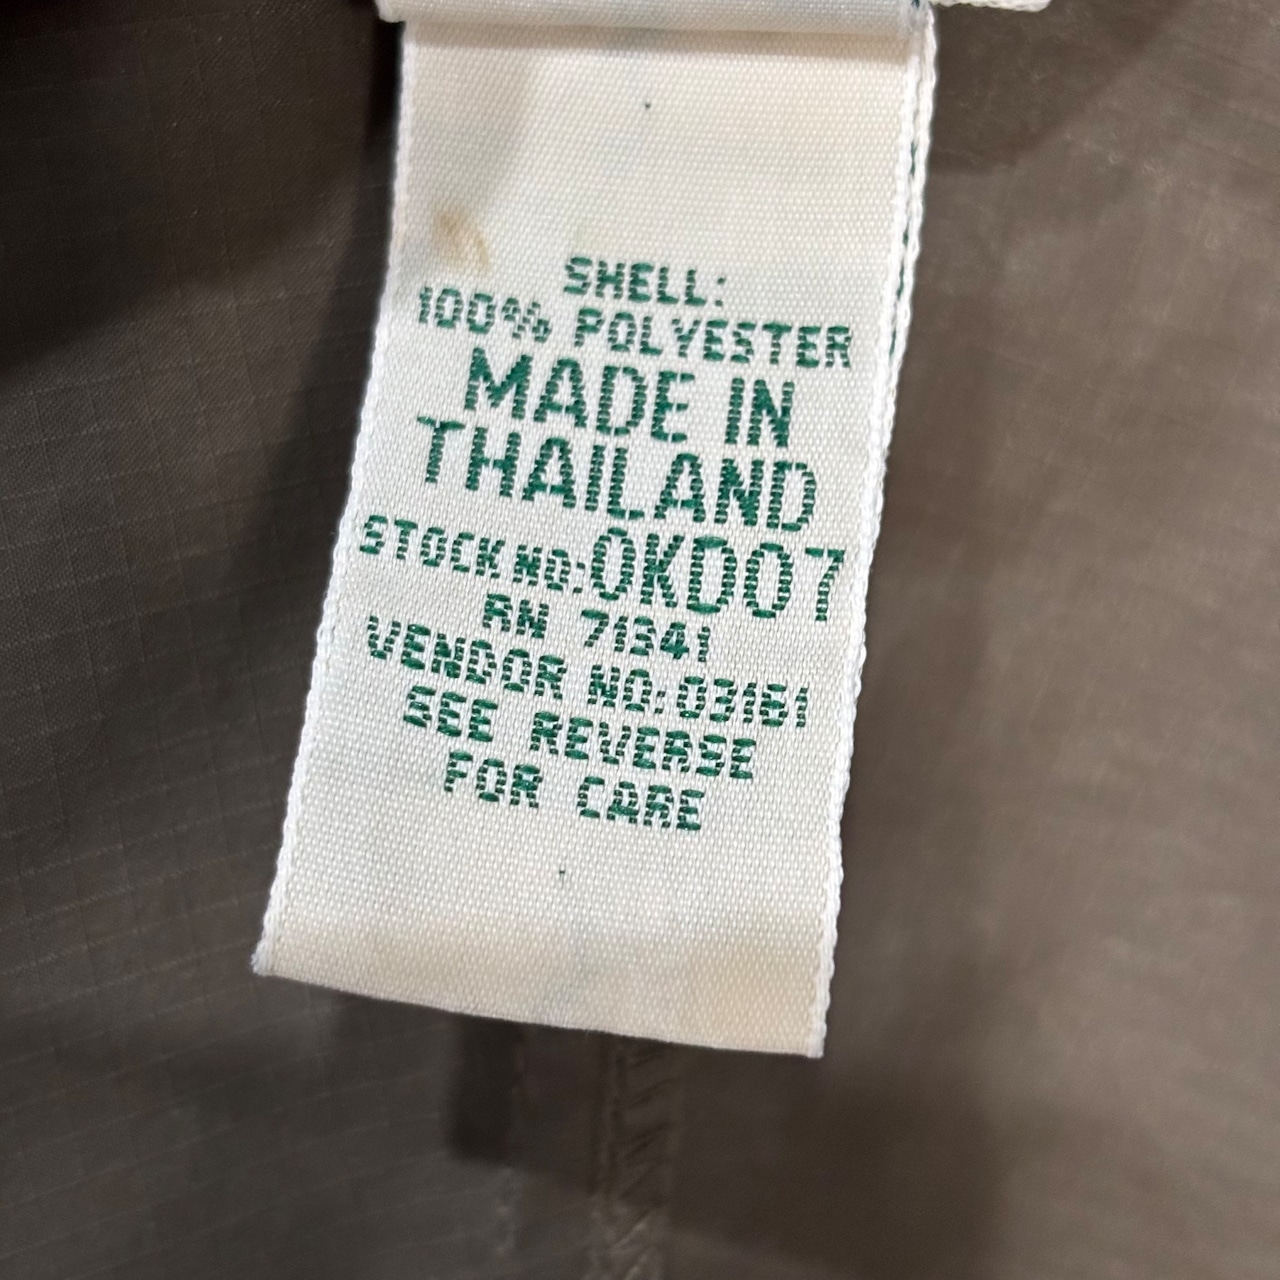 SHELL:
100% POLYESTER
MADE IN
THAILAND
STOCK NO: 0KD07
RN 71341
VENDOR NO: 03161
SEE REVERSE
FOR CARE